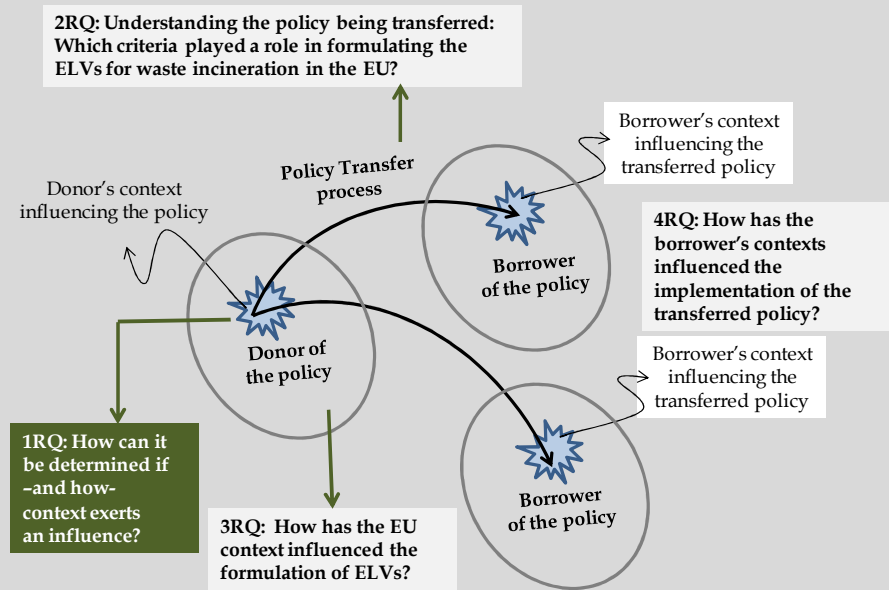 2RQ: Understanding the policy being transferred:
Which criteria played a role in formulating the
ELVs for waste incineration in the EU?
Borrower's context
influencing the
transferred policy
Policy Transfer
process
Donor's context
influencing the policy
4RQ: How has the
borrower's contexts
influenced the
implementation of the
transferred policy?
Borrower
of the policy
Donor of
the policy
Borrower's context
influencing the
transferred policy
1RQ: How can it
be determined if
–and how-
context exerts
an influence?
Borrower
of the policy
3RQ: How has the EU
context influenced the
formulation of ELVs?